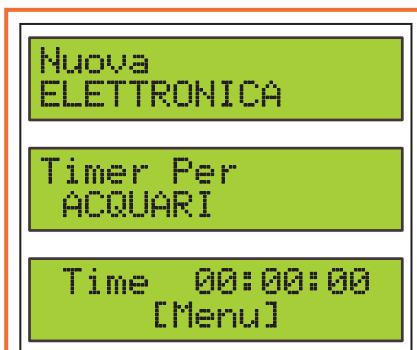 Nuova
ELETTRONICA
Timer Per
ACQUARI
Time 00:00:00
[Menu]